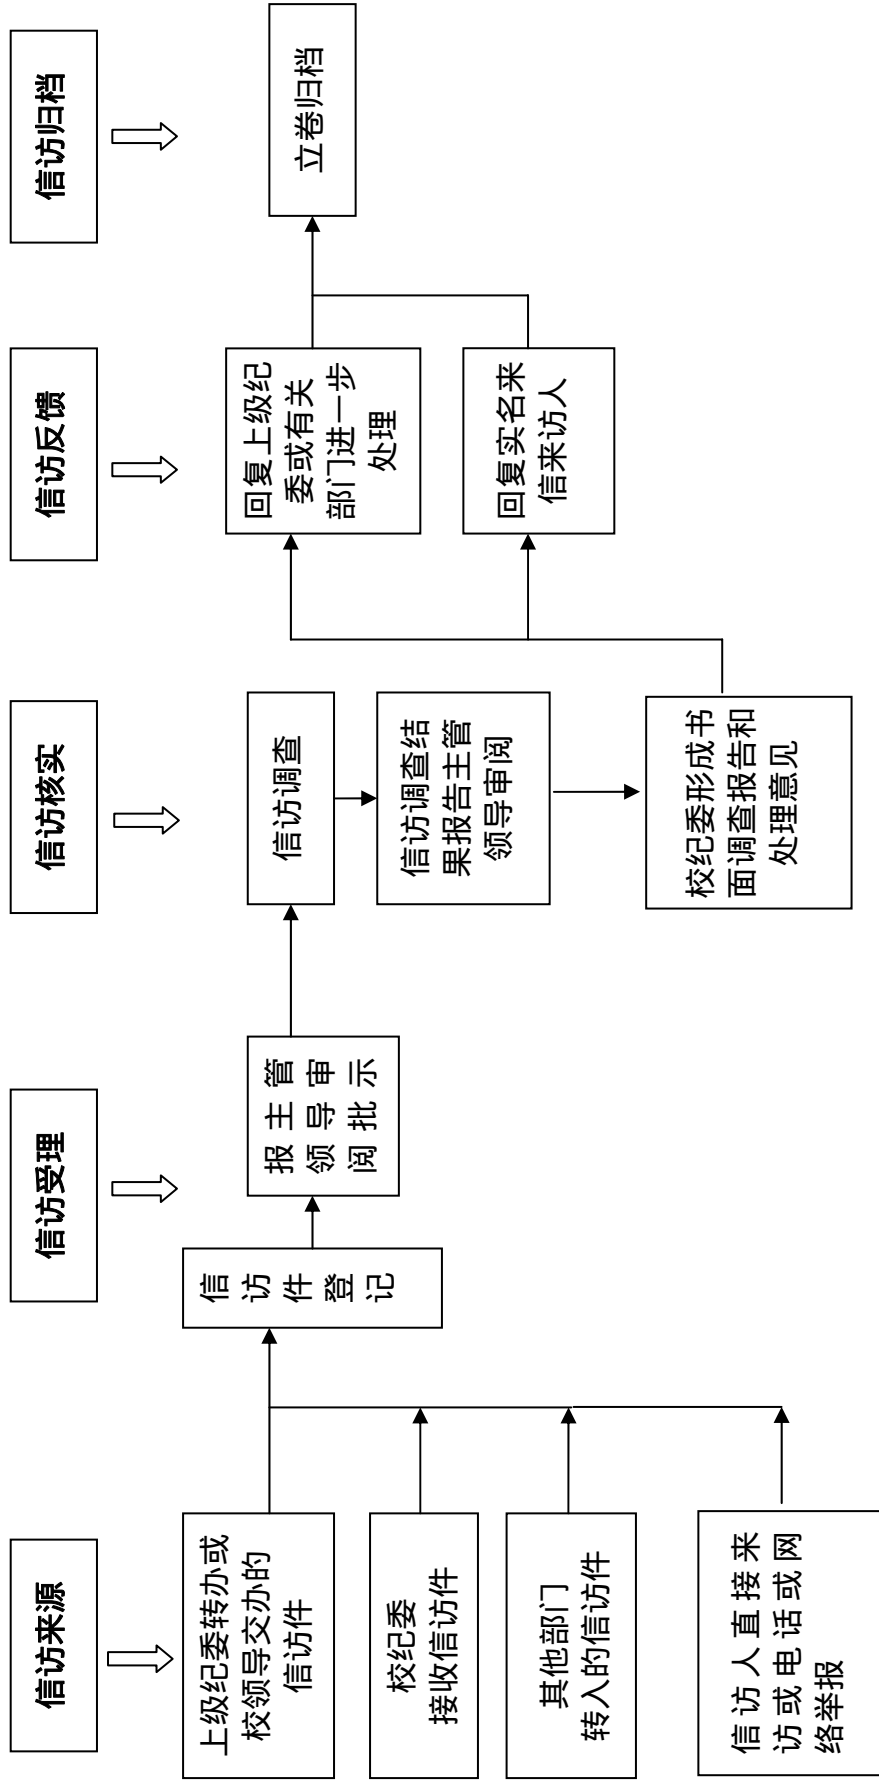 信访来源
信访受理
信访核实
信访反馈
信访归档
上级纪委转办或
校领导交办的
信访件
校纪委
接收信访件
其他部门
转入的信访件
信访人直接来
访或电话或网
络举报
信访件登记
报主管
领导审
阅批示
信访调查
信访调查结
果报告主管
领导审阅
校纪委形成书
面调查报告和
处理意见
回复上级纪
委或有关
部门进一步
处理
回复实名来
信来访人
立卷归档